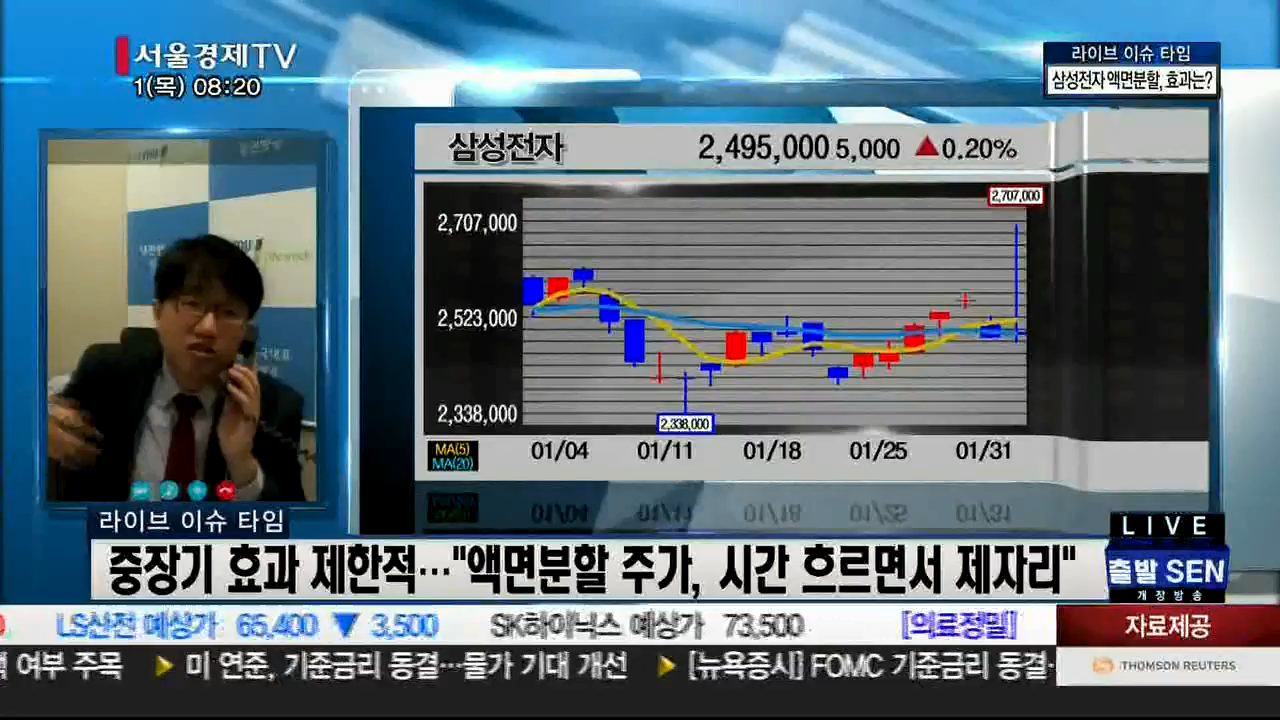 서울경제TV
1(목) 08:20
라이브 이슈 타임
삼성전자 액면분할, 효과는?
삼성전자 2,495,000 5,000 ▲0.20%
2,707,000
2,707,000
2,523,000
2,338,000
2,338,000
01/04 01/11 01/18 01/25 01/31
MA(5)
MA(20)
라이브 이슈 타임
중장기 효과 제한적…"액면분할 주가, 시간 흐르면서 제자리"
LIVE
출발 SEN
개장방송
LS산전 예상가 65,400 ▼ 3,500 SK하이닉스 예상가 73,500 [의료정밀]
자료제공
여부 주목 ▶ 미 연준, 기준금리 동결…물가 기대 개선 ▶ [뉴욕증시] FOMC 기준금리 동결
THOMSON REUTERS